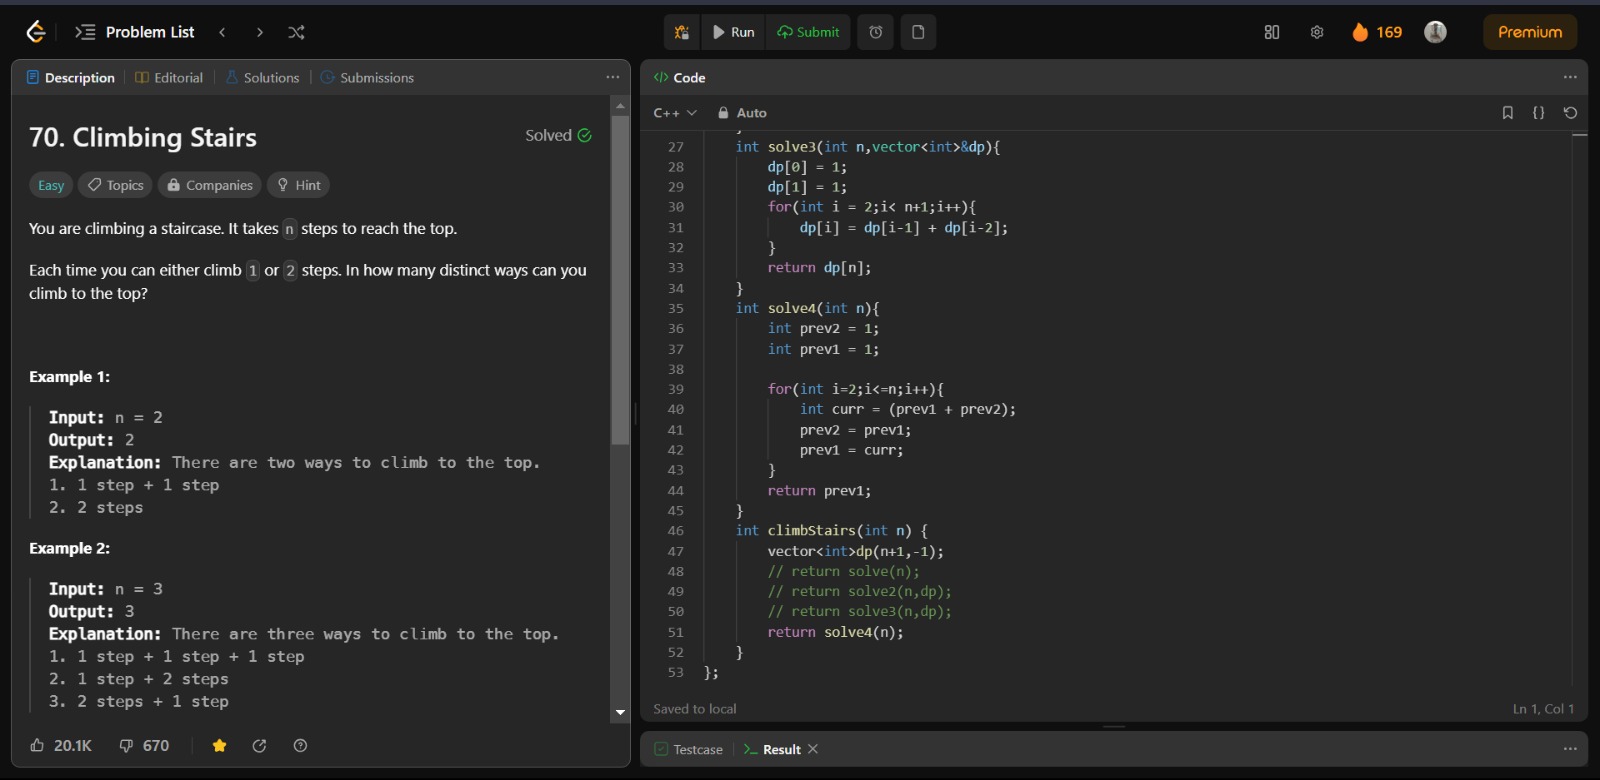 Problem List
Run
Submit
169
Premium
Description
Editorial
Solutions
Submissions
70. Climbing Stairs
Solved
Easy
Topics
Companies
Hint
You are climbing a staircase. It takes n steps to reach the top.
Each time you can either climb 1 or 2 steps. In how many distinct ways can you
climb to the top?
Example 1:
Input: n = 2
Output: 2
Explanation: There are two ways to climb to the top.
1. 1 step + 1 step
2. 2 steps
Example 2:
Input: n = 3
Output: 3
Explanation: There are three ways to climb to the top.
1. 1 step + 1 step + 1 step
2. 1 step + 2 steps
3. 2 steps + 1 step
20.1K
670
Code
C++
Auto
27 int solve3(int n,vector<int>&dp){
28 dp[0] = 1;
29 dp[1] = 1;
30 for(int i = 2;i< n+1;i++){
31 dp[i] = dp[i-1] + dp[i-2];
32 }
33 return dp[n];
34 }
35 int solve4(int n){
36 int prev2 = 1;
37 int prev1 = 1;
38
39 for(int i=2;i<=n;i++){
40 int curr = (prev1 + prev2);
41 prev2 = prev1;
42 prev1 = curr;
43 }
44 return prev1;
45 }
46 int climbStairs(int n) {
47 vector<int>dp(n+1,-1);
48 // return solve(n);
49 // return solve2(n,dp);
50 // return solve3(n,dp);
51 return solve4(n);
52 }
53 };
Saved to local
Ln 1, Col 1
Testcase
Result